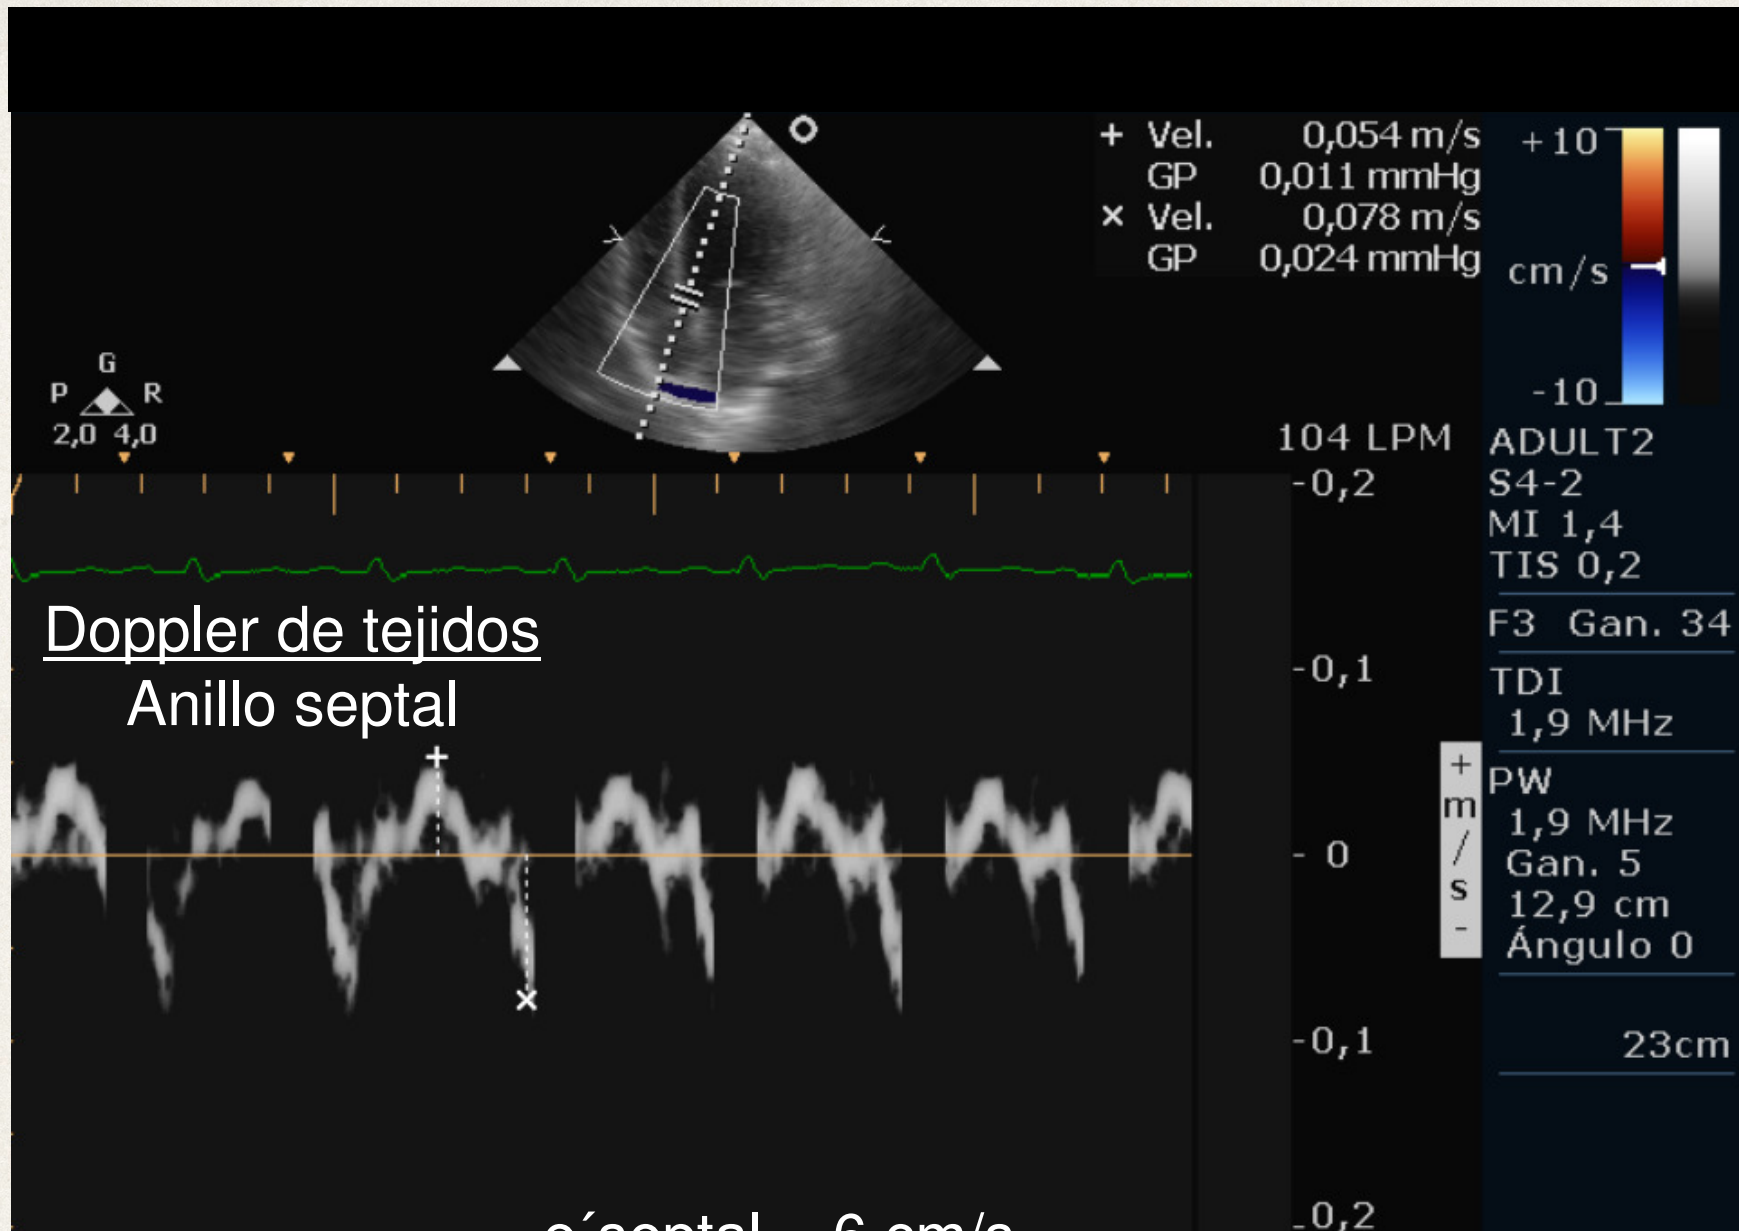 + Vel. 0,054 m/s
GP 0,011 mmHg
× Vel. 0,078 m/s
GP 0,024 mmHg
+10
cm/s
-10
G
P R
2,0 4,0
104 LPM
-0,2
-0,1
- 0
-0,1
-0,2
+
m
/
s
-
ADULT2
S4-2
MI 1,4
TIS 0,2
F3 Gan. 34
TDI
1,9 MHz
PW
1,9 MHz
Gan. 5
12,9 cm
Ángulo 0
23cm
Doppler de tejidos
Anillo septal
e´septal 6 cm/s